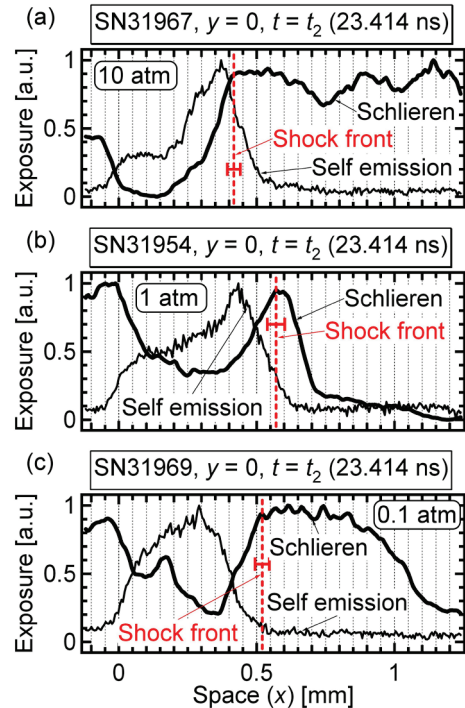 (a)
SN31967, y = 0, t = t₂ (23.414 ns)
Exposure [a.u.]
1
0.5
0
10 atm
Schlieren
Shock front
Self emission
(b)
SN31954, y = 0, t = t₂ (23.414 ns)
Exposure [a.u.]
1
0.5
0
1 atm
Schlieren
Shock front
Self emission
(c)
SN31969, y = 0, t = t₂ (23.414 ns)
Exposure [a.u.]
1
0.5
0
0.1 atm
Schlieren
Self emission
Shock front
0 0.5 1
Space (x) [mm]